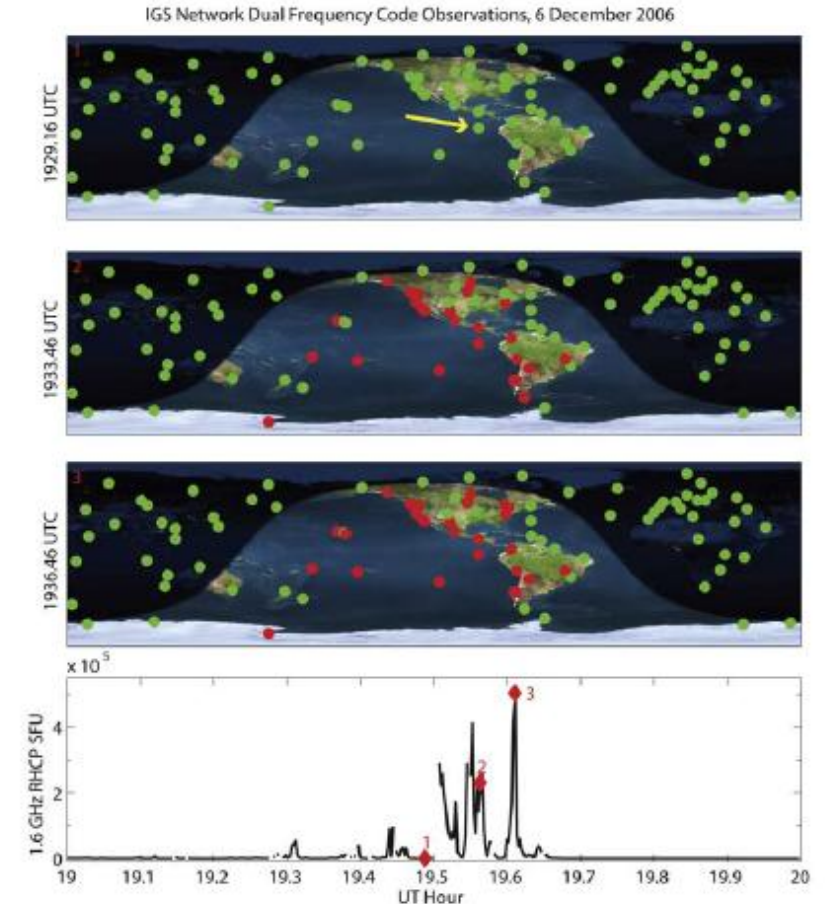 IGS Network Dual Frequency Code Observations, 6 December 2006
1
1929.16 UTC
2
1933.46 UTC
3
1936.46 UTC
x 10 5
1.6 GHz RHCP SFU
4
2
0
1
2
3
19 19.1 19.2 19.3 19.4 19.5 19.6 19.7 19.8 19.9 20
UT Hour